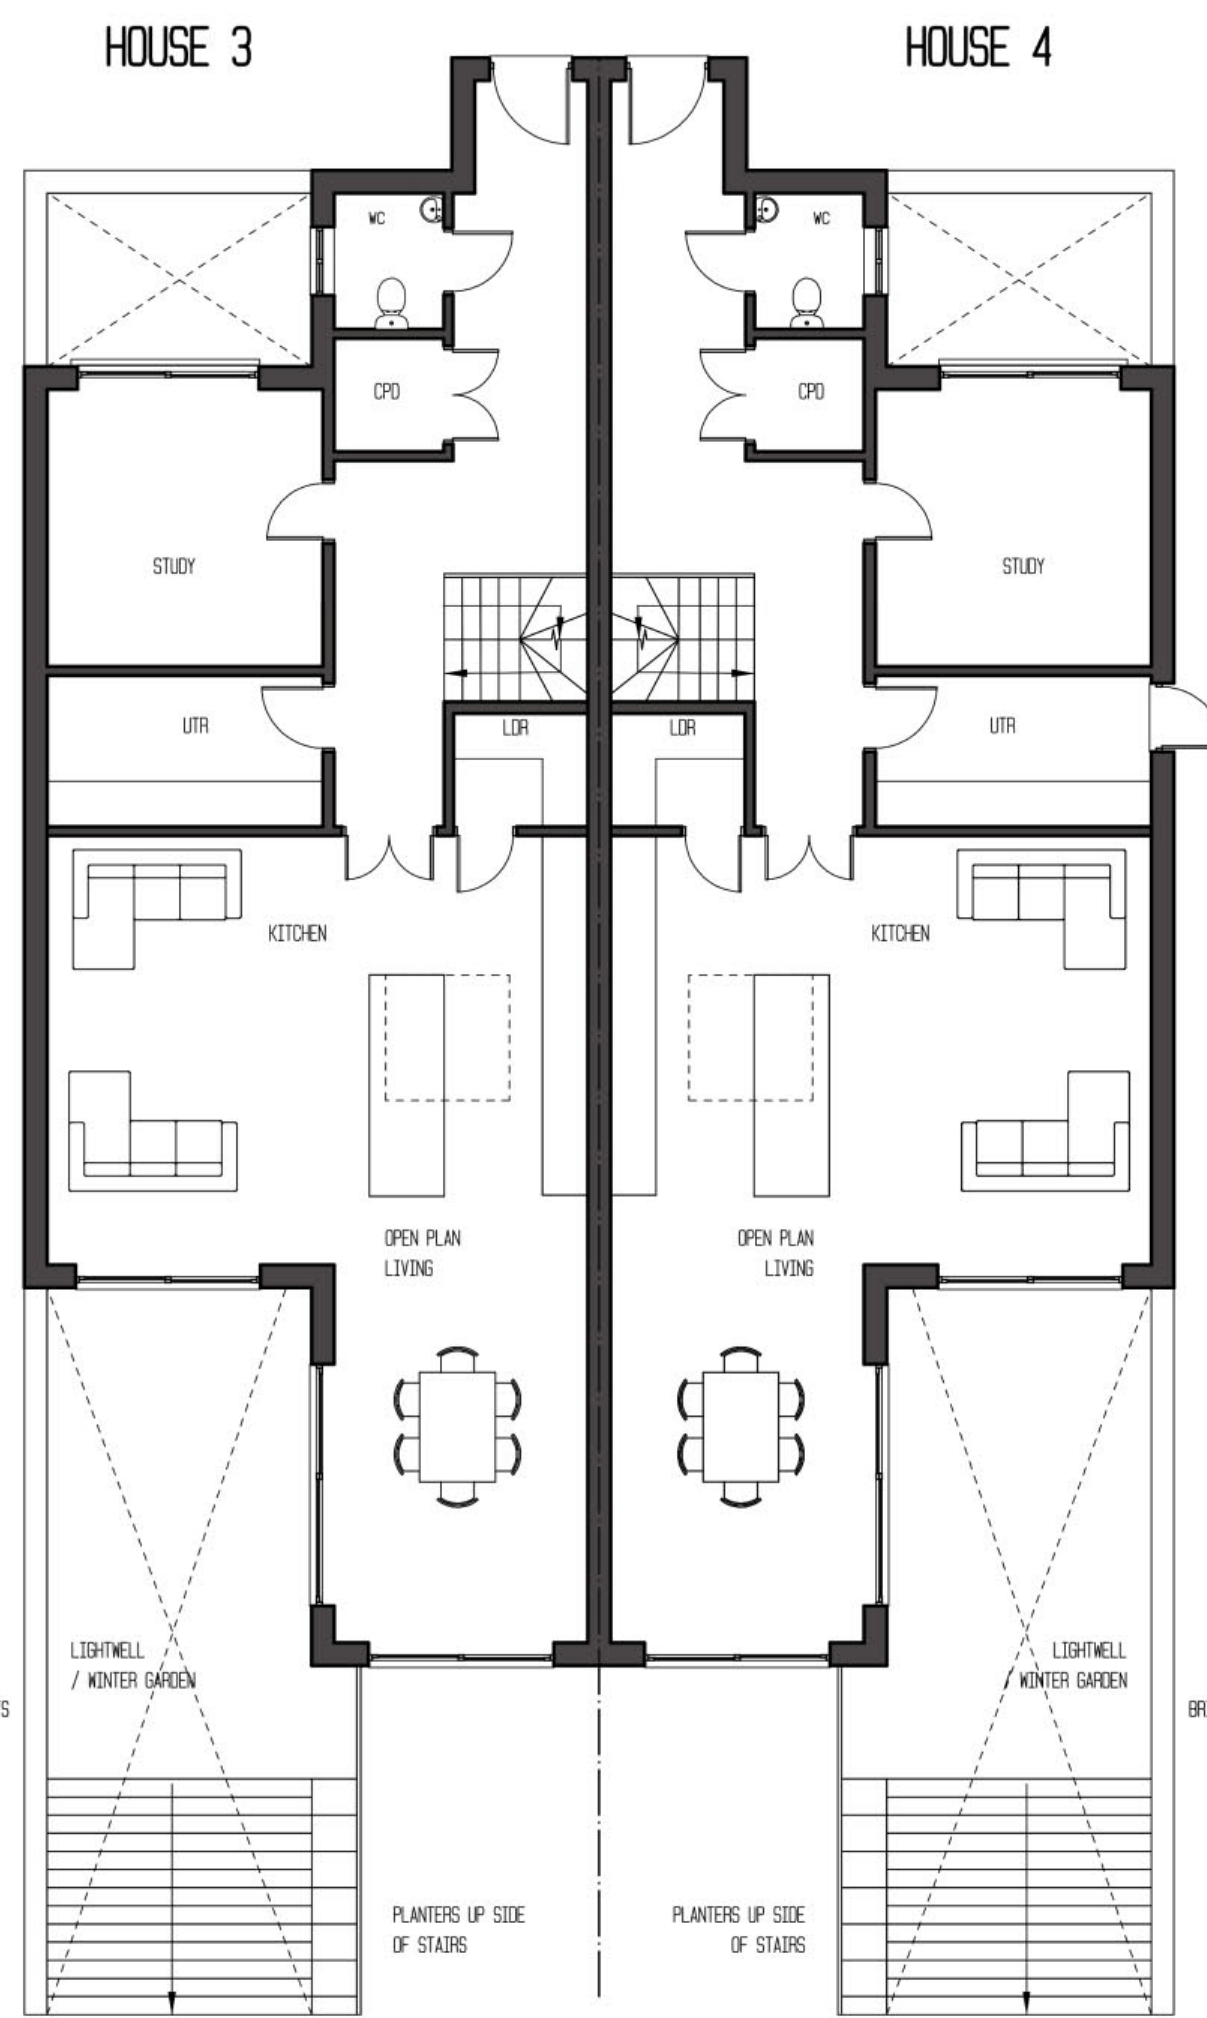 HOUSE 3
HOUSE 4
WC
WC
CPD
CPD
STUDY
STUDY
UTR
LDR
LDR
UTR
KITCHEN
KITCHEN
OPEN PLAN
LIVING
OPEN PLAN
LIVING
LIGHTWELL
/ WINTER GARDEN
LIGHTWELL
/ WINTER GARDEN
PLANTERS UP SIDE
OF STAIRS
PLANTERS UP SIDE
OF STAIRS